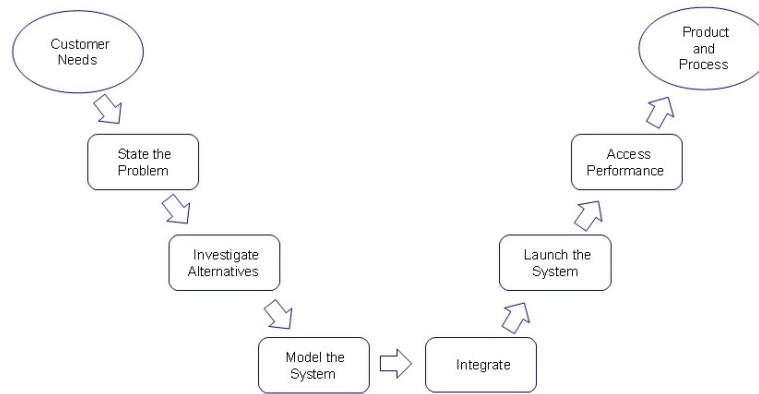 Customer
Needs
State the
Problem
Investigate
Alternatives
Model the
System
Integrate
Launch the
System
Access
Performance
Product
and
Process